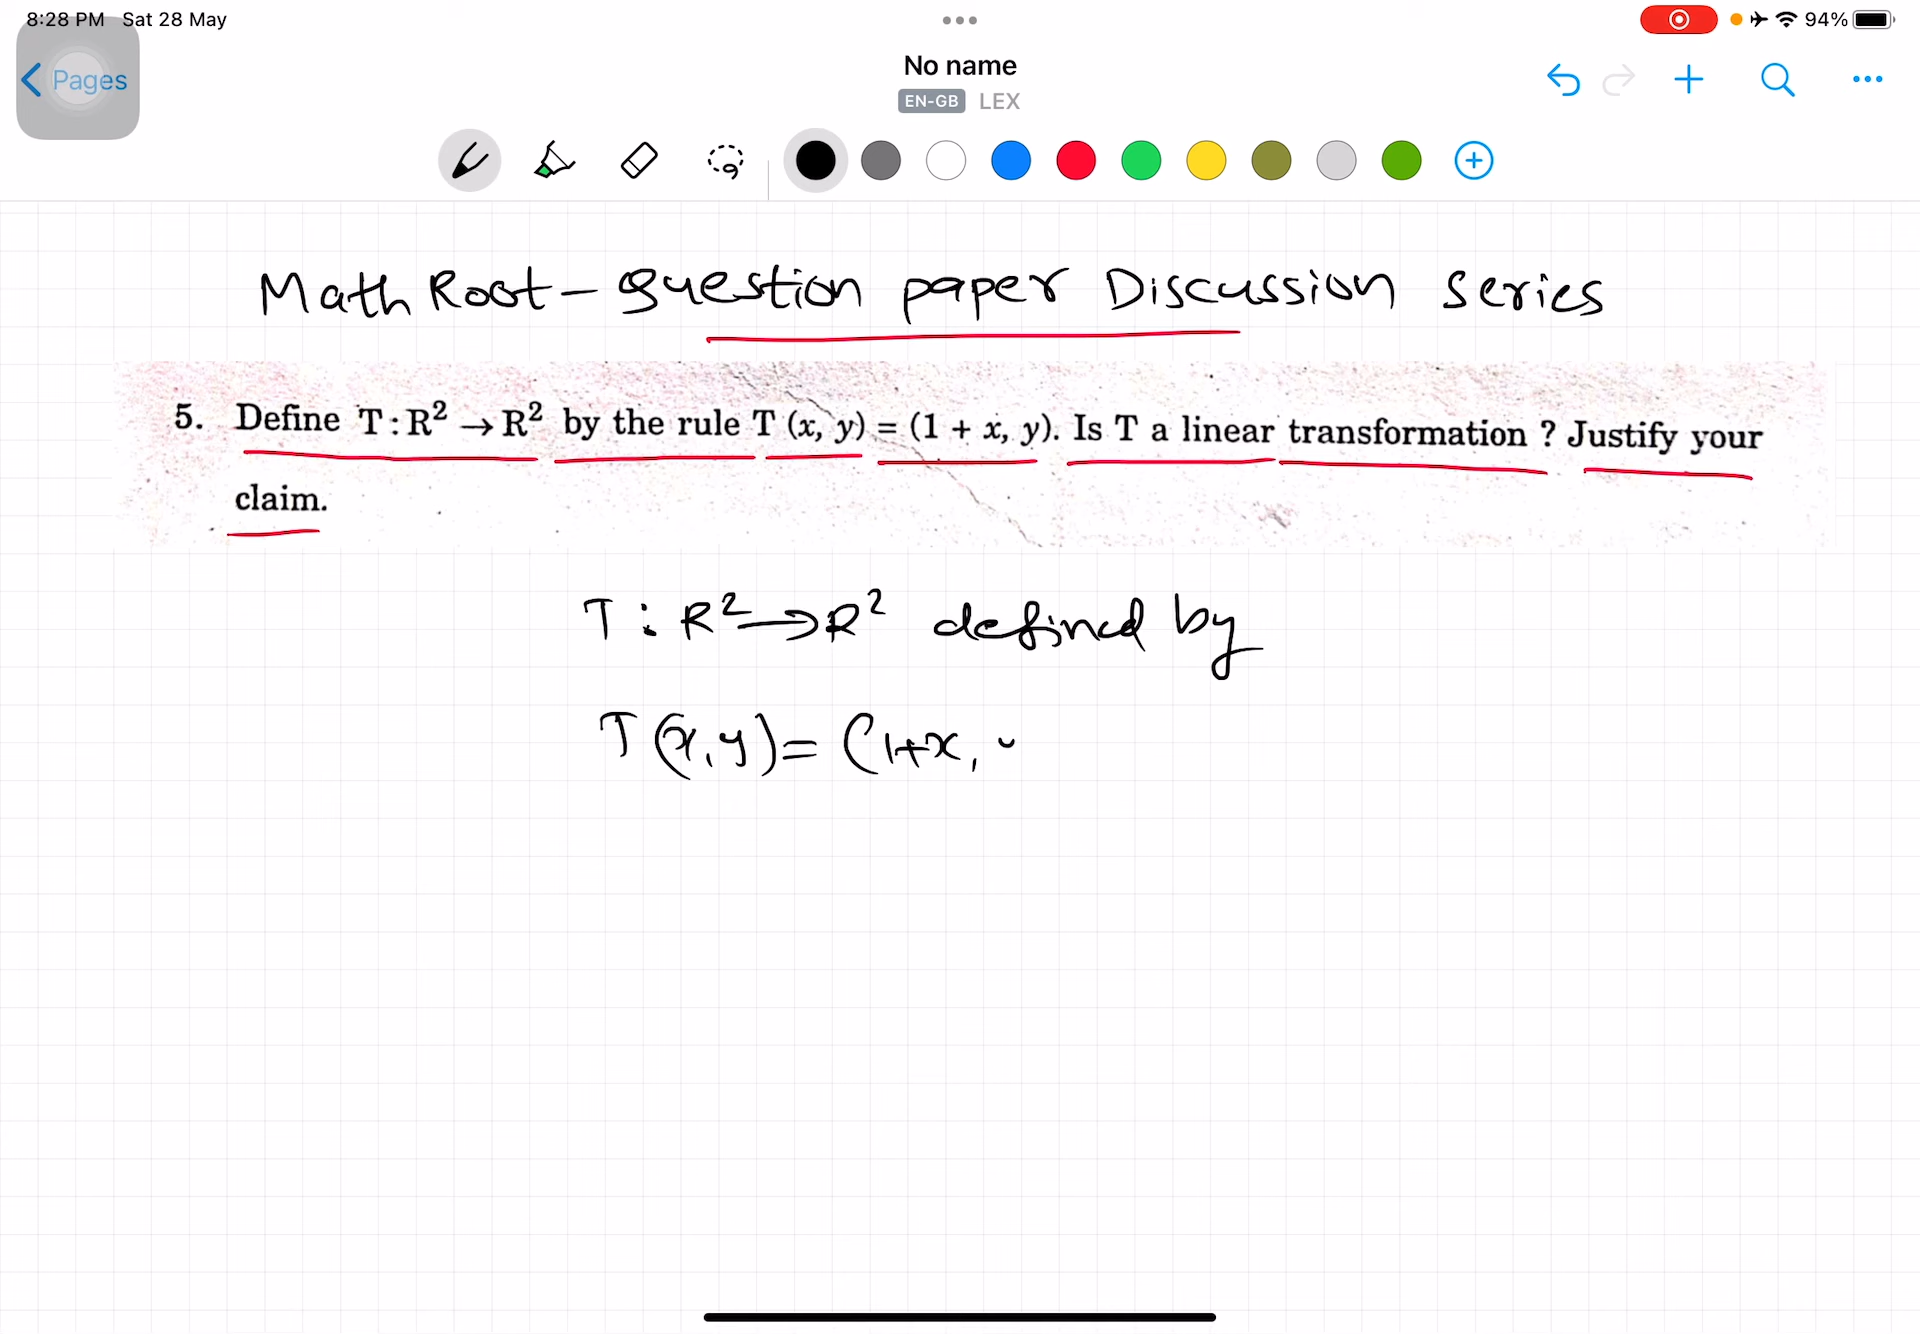 8:28 PM Sat 28 May
94%
Pages
No name
EN-GB LEX
Math Root - Question paper Discussion series
5. Define T : R² → R² by the rule T (x, y) = (1 + x, y). Is T a linear transformation ? Justify your
claim.
T : R² → R² defined by
T (x, y) = (1+x,